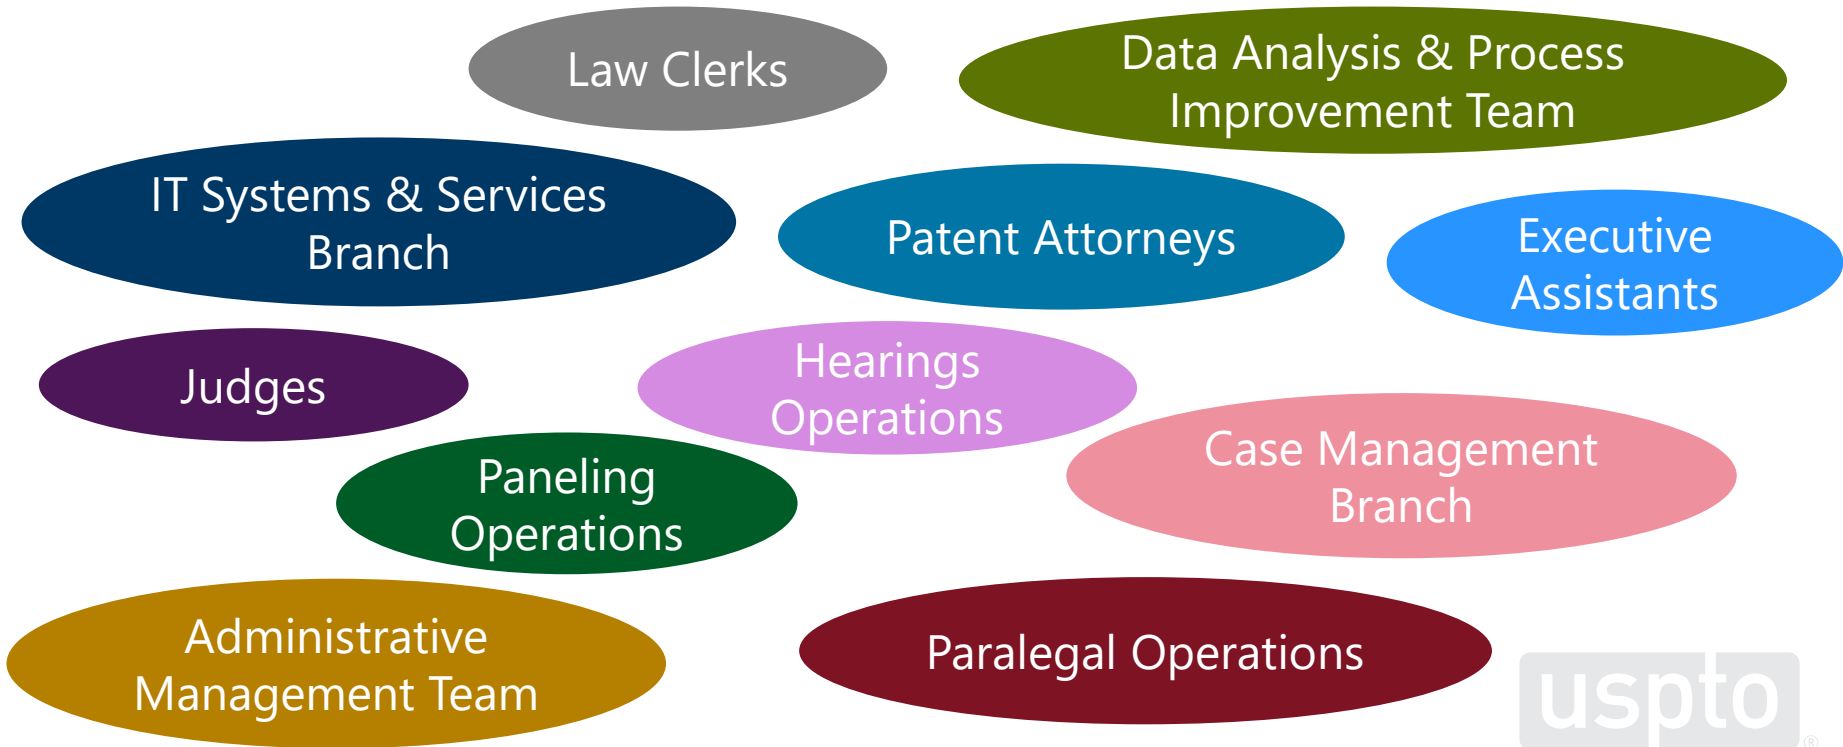 Law Clerks
Data Analysis & Process
Improvement Team
IT Systems & Services
Branch
Patent Attorneys
Executive
Assistants
Judges
Hearings
Operations
Paneling
Operations
Case Management
Branch
Administrative
Management Team
Paralegal Operations
uspto
®